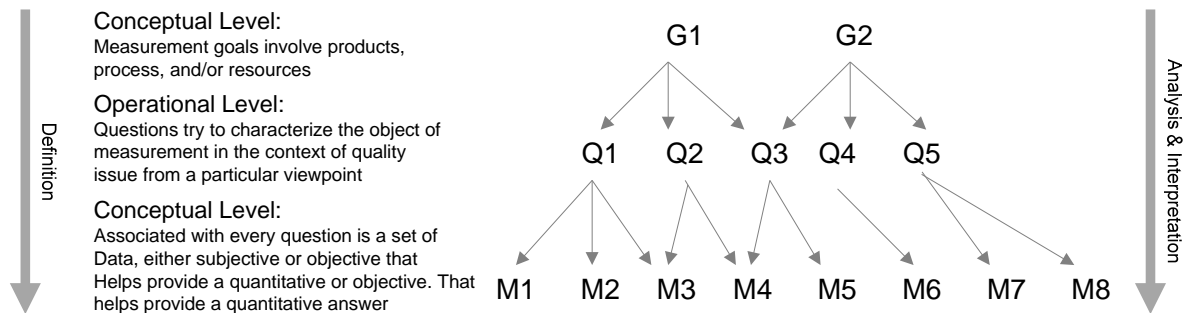 Definition
Conceptual Level:
Measurement goals involve products,
process, and/or resources
Operational Level:
Questions try to characterize the object of
measurement in the context of quality
issue from a particular viewpoint
Conceptual Level:
Associated with every question is a set of
Data, either subjective or objective that
Helps provide a quantitative or objective. That
helps provide a quantitative answer
G1 G2
Q1 Q2 Q3 Q4 Q5
M1 M2 M3 M4 M5 M6 M7 M8
Analysis & Interpretation